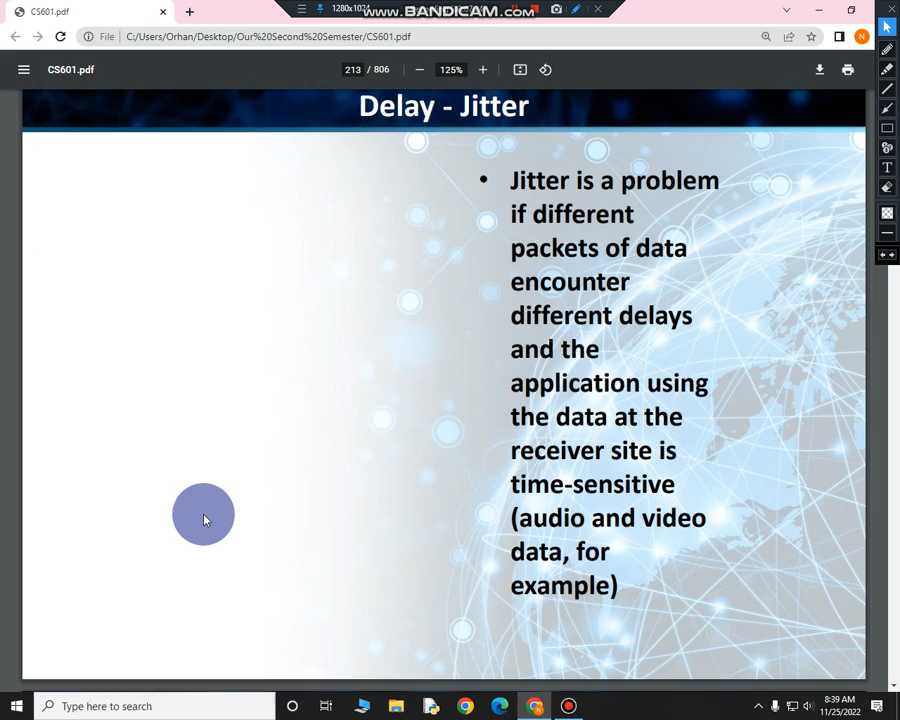 1280x1024
www.BANDICAM.com
CS601.pdf
File
C:/Users/Orhan/Desktop/Our%20Second%20Semester/CS601.pdf
N
CS601.pdf
213 / 806
125%
Delay - Jitter
• Jitter is a problem
if different
packets of data
encounter
different delays
and the
application using
the data at the
receiver site is
time-sensitive
(audio and video
data, for
example)
T
Type here to search
8:39 AM
11/25/2022